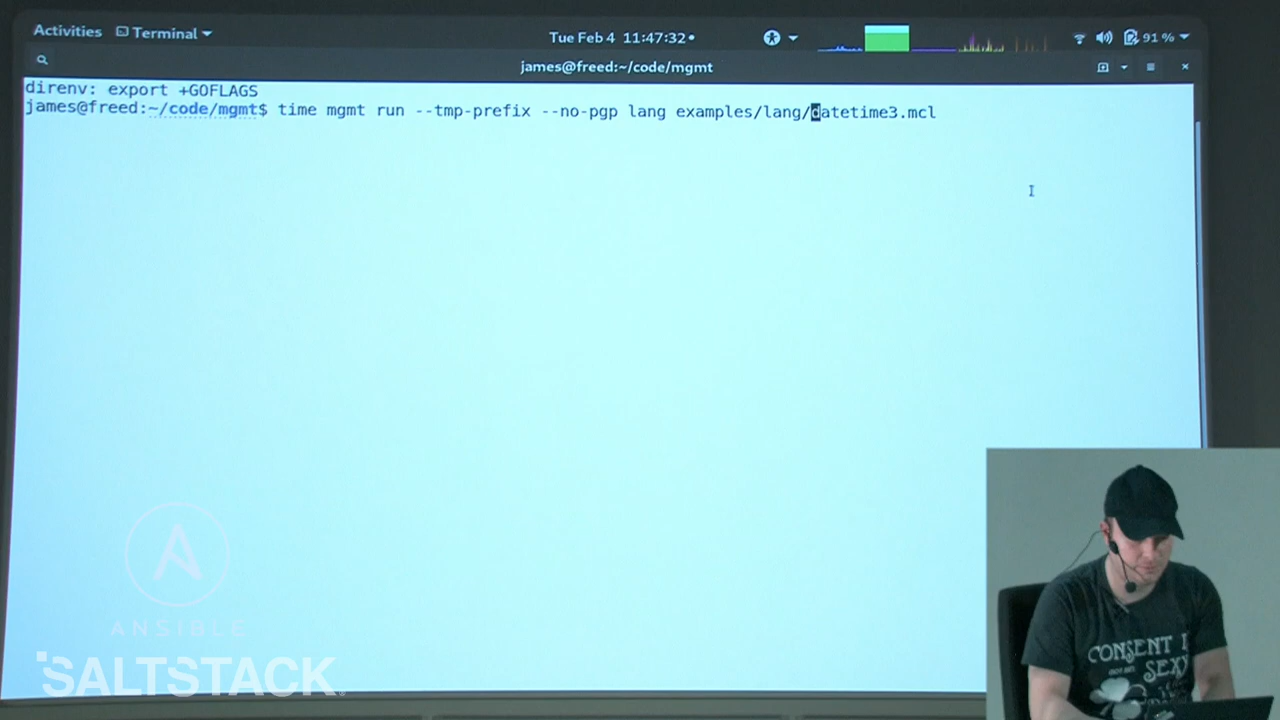 Activities Terminal Tue Feb 4 11:47:32 91 %
james@freed:~/code/mgmt
direnv: export +GOFLAGS
james@freed:~/code/mgmt$ time mgmt run --tmp-prefix --no-pgp lang examples/lang/datetime3.mcl
ANSIBLE
SALTSTACK
CONSENT I
SEXY